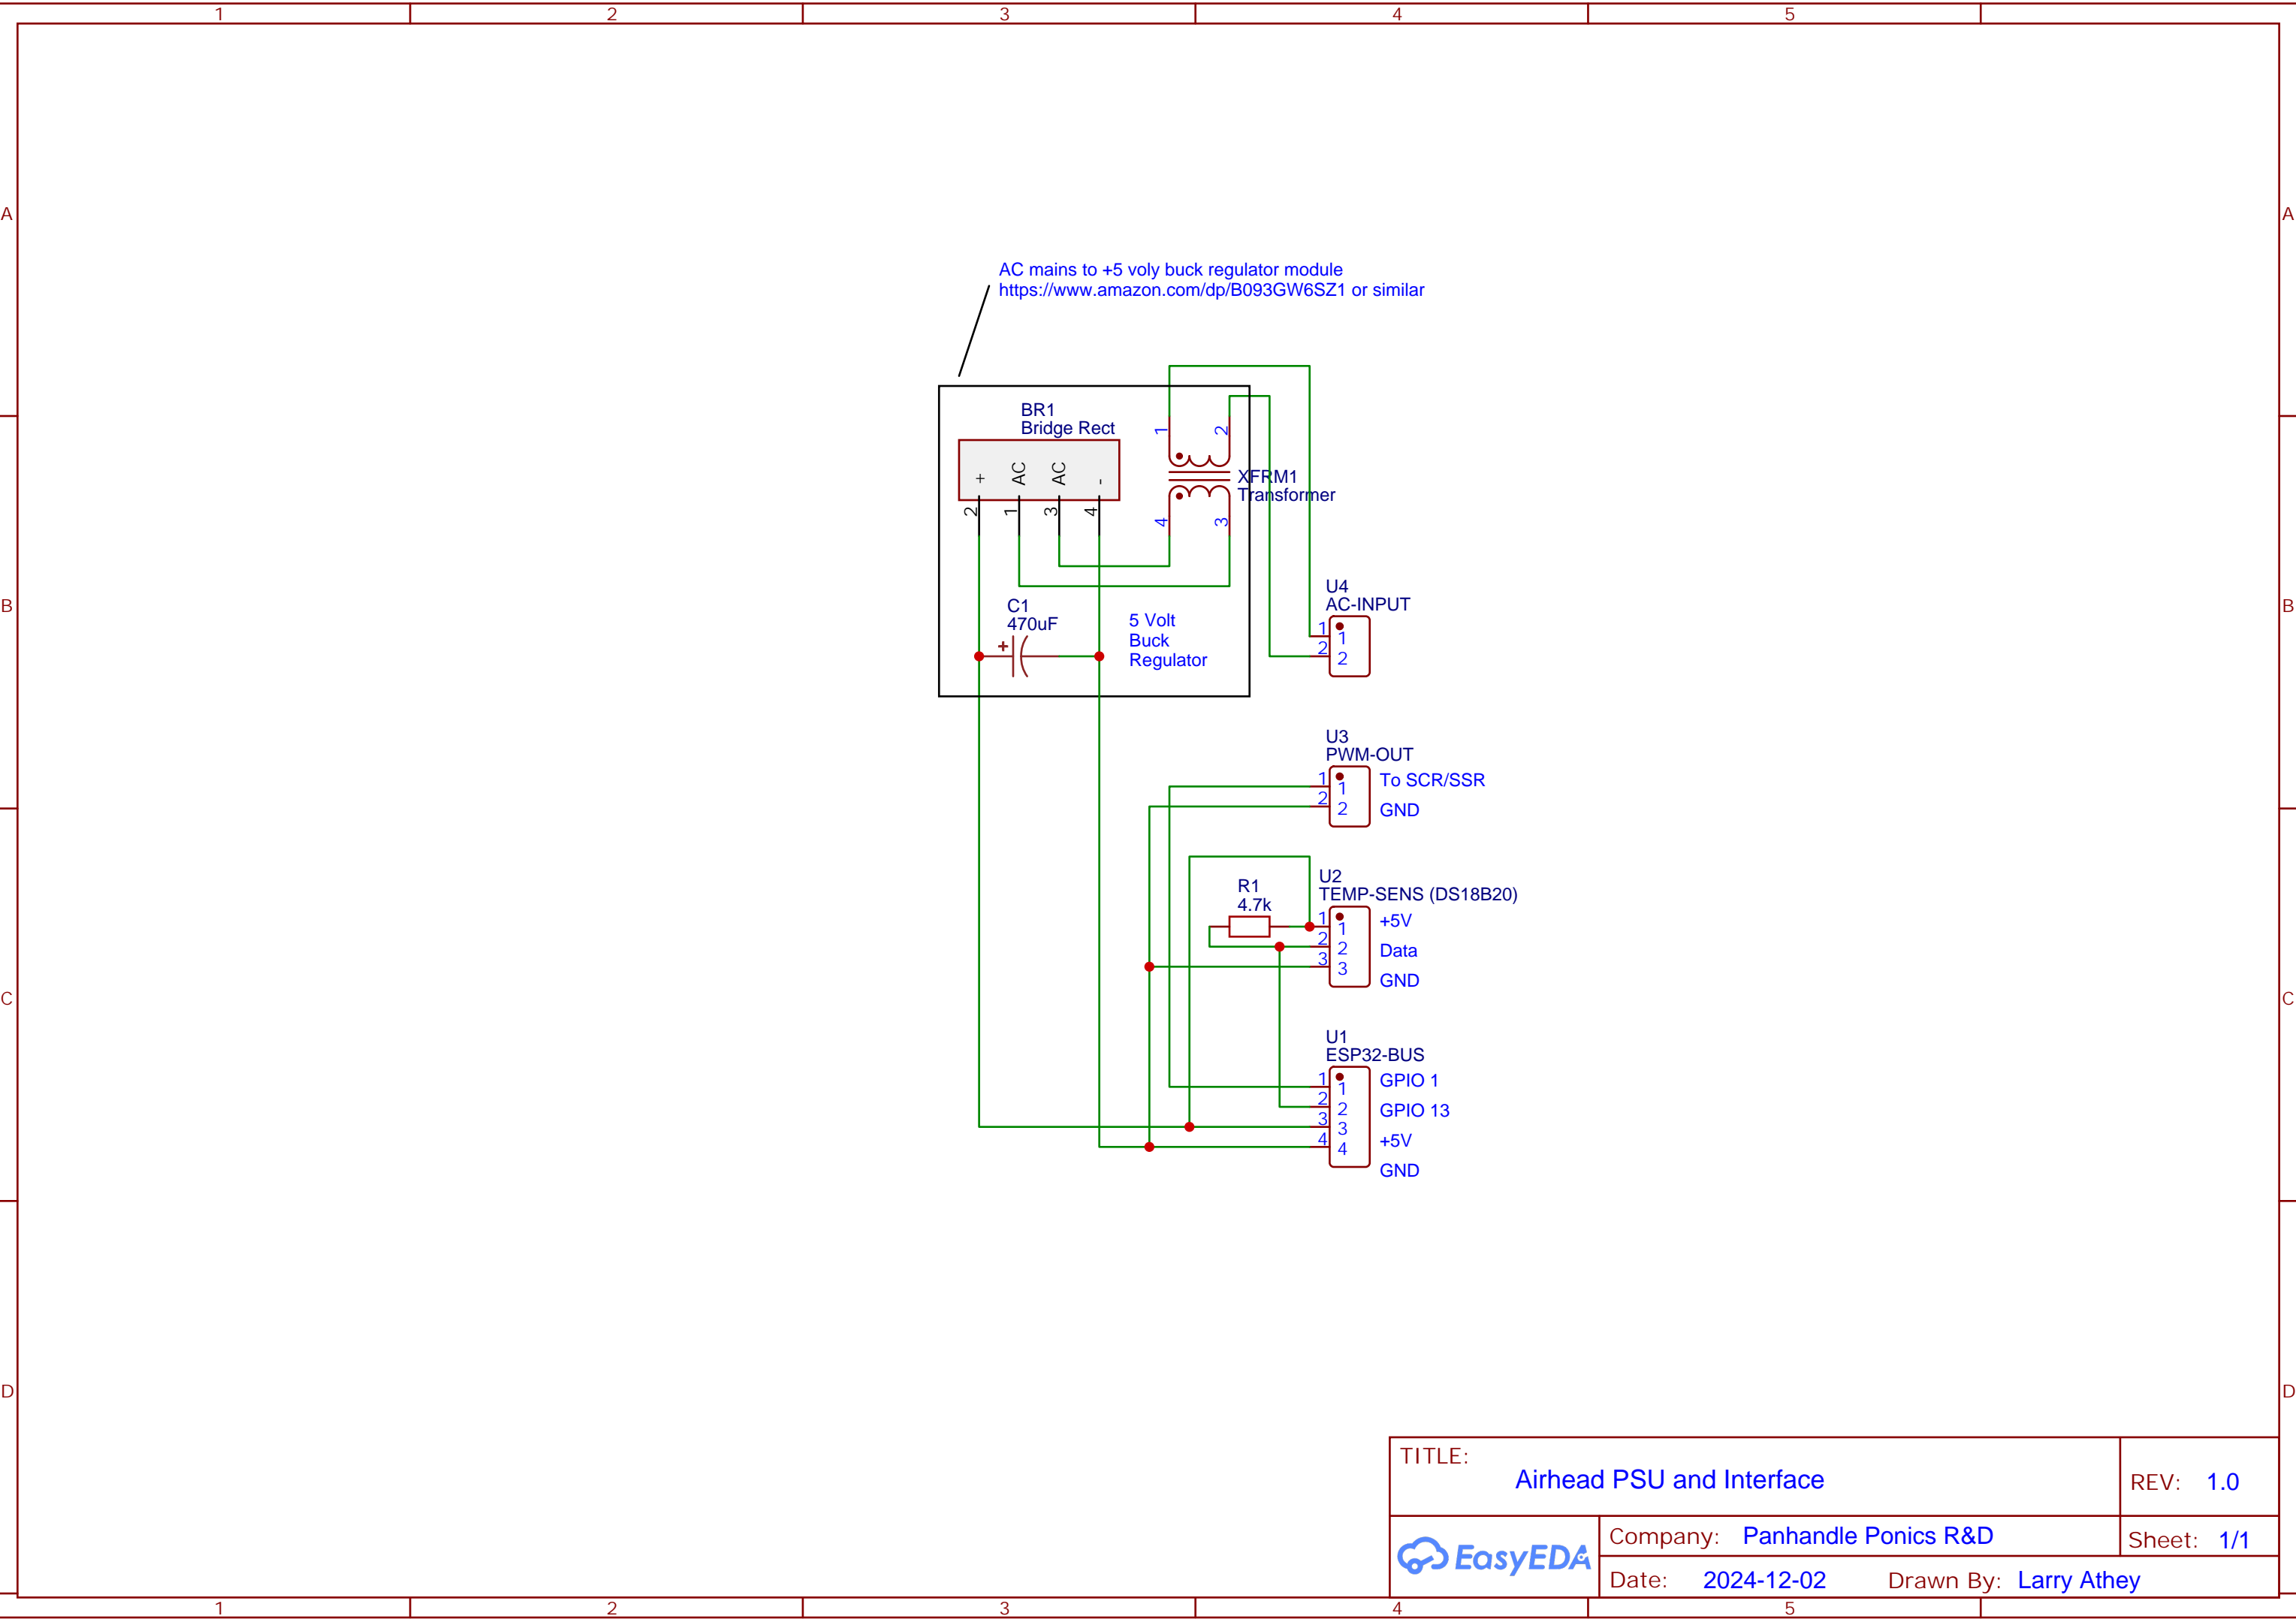 1 2 3 4 5
A A
AC mains to +5 voly buck regulator module
https://www.amazon.com/dp/B093GW6SZ1 or similar
BR1
Bridge Rect
+ AC AC -
2 1 3 4
1 2
XFRM1
Transformer
4 3
B B
C1
470uF
+
5 Volt
Buck
Regulator
U4
AC-INPUT
1 1
2 2
U3
PWM-OUT
1 1 To SCR/SSR
2 2 GND
R1
4.7k
U2
TEMP-SENS (DS18B20)
1 1 +5V
2 2 Data
3 3 GND
C C
U1
ESP32-BUS
1 1 GPIO 1
2 2 GPIO 13
3 3 +5V
4 4 GND
D D
TITLE:
Airhead PSU and Interface
REV: 1.0
EasyEDA
Company: Panhandle Ponics R&D
Sheet: 1/1
Date: 2024-12-02 Drawn By: Larry Athey
1 2 3 4 5